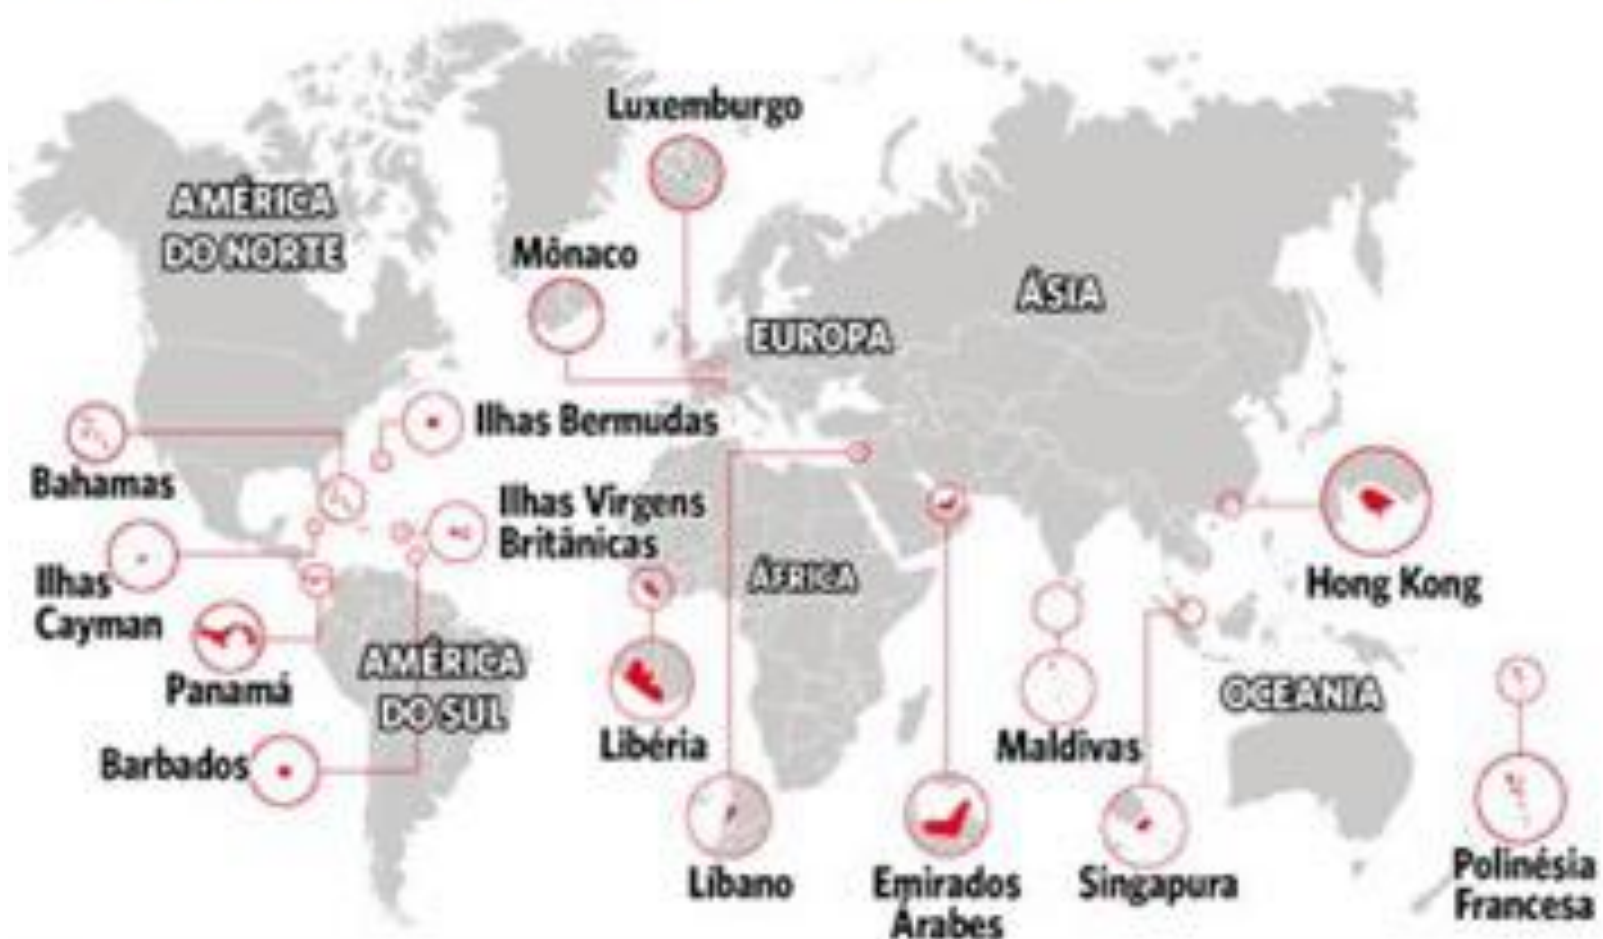 Luxemburgo
AMÉRICA
DO NORTE
Mônaco
ÁSIA
EUROPA
Ilhas Bermudas
Bahamas
Ilhas Virgens
Britânicas
Ilhas
Cayman
ÁFRICA
Hong Kong
Panamá
AMÉRICA
DO SUL
OCEANIA
Libéria
Maldivas
Barbados
Líbano
Emirados
Árabes
Singapura
Polinésia
Francesa